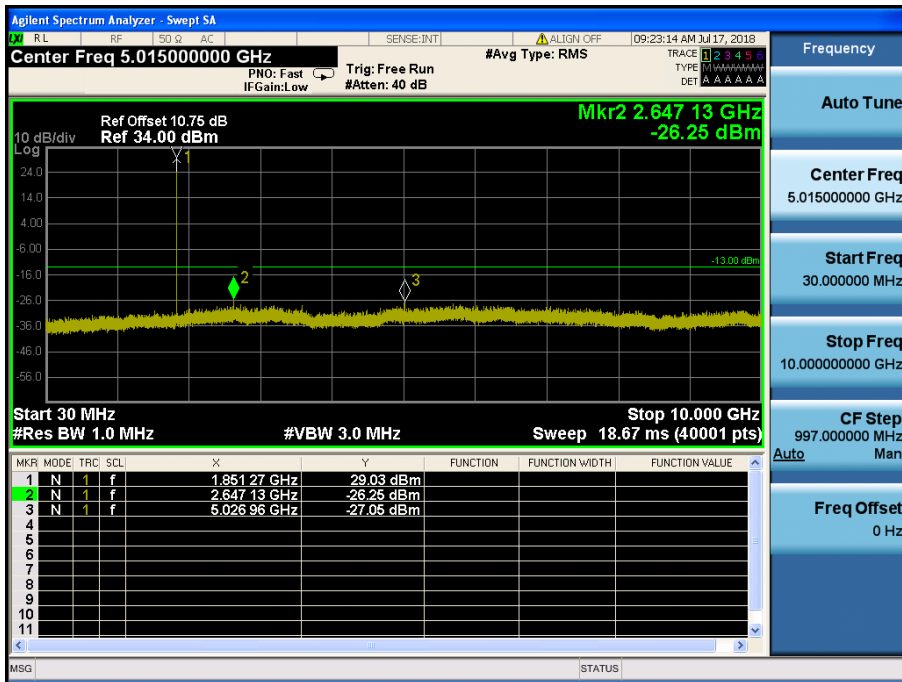 Agilent Spectrum Analyzer - Swept SA
LXI RL RF 50 Ω AC SENSE:INT ALIGN OFF 09:23:14 AM Jul 17, 2018
Center Freq 5.015000000 GHz #Avg Type: RMS TRACE 1 2 3 4 5 6
PNO: Fast Trig: Free Run TYPE M WWWWW
IFGain:Low #Atten: 40 dB DET A A A A A A
Mkr2 2.647 13 GHz
-26.25 dBm
Ref Offset 10.75 dB
10 dB/div Ref 34.00 dBm
Log
1
24.0
14.0
4.00
-6.00
-13.00 dBm
-16.0
2
3
-26.0
-36.0
-46.0
-56.0
Start 30 MHz Stop 10.000 GHz
#Res BW 1.0 MHz #VBW 3.0 MHz Sweep 18.67 ms (40001 pts)
MKR MODE TRC SCL X Y FUNCTION FUNCTION WIDTH FUNCTION VALUE
1 N 1 f 1.851 27 GHz 29.03 dBm
2 N 1 f 2.647 13 GHz -26.25 dBm
3 N 1 f 5.026 96 GHz -27.05 dBm
4
5
6
7
8
9
10
11
MSG STATUS
Frequency
Auto Tune
Center Freq
5.015000000 GHz
Start Freq
30.000000 MHz
Stop Freq
10.000000000 GHz
CF Step
997.000000 MHz
Auto Man
Freq Offset
0 Hz